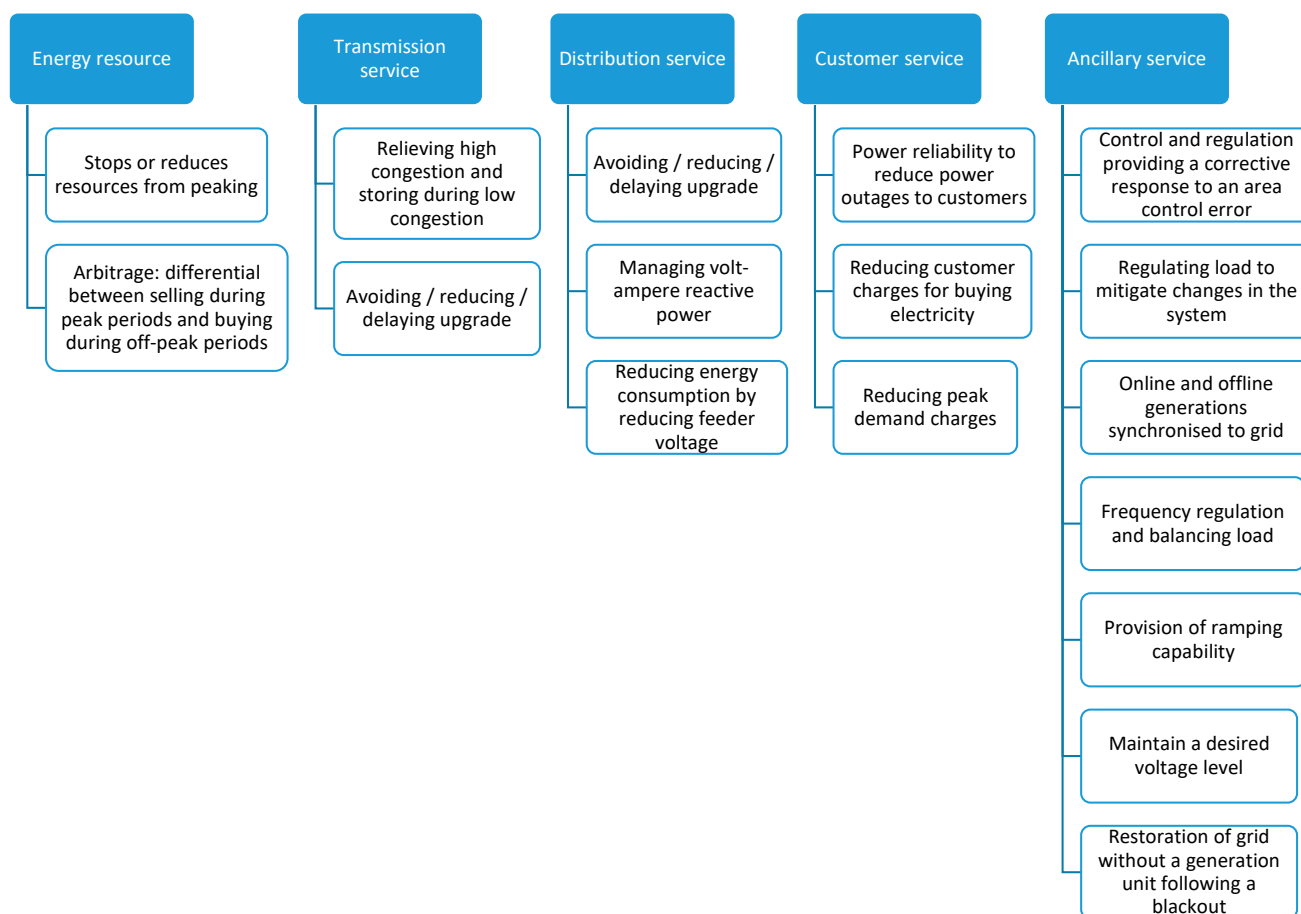 Energy resource
Stops or reduces
resources from peaking
Arbitrage: differential
between selling during
peak periods and buying
during off-peak periods
Transmission
service
Relieving high
congestion and
storing during low
congestion
Avoiding / reducing /
delaying upgrade
Distribution service
Avoiding / reducing /
delaying upgrade
Managing volt-
ampere reactive
power
Reducing energy
consumption by
reducing feeder
voltage
Customer service
Power reliability to
reduce power
outages to customers
Reducing customer
charges for buying
electricity
Reducing peak
demand charges
Ancillary service
Control and regulation
providing a corrective
response to an area
control error
Regulating load to
mitigate changes in the
system
Online and offline
generations
synchronised to grid
Frequency regulation
and balancing load
Provision of ramping
capability
Maintain a desired
voltage level
Restoration of grid
without a generation
unit following a
blackout